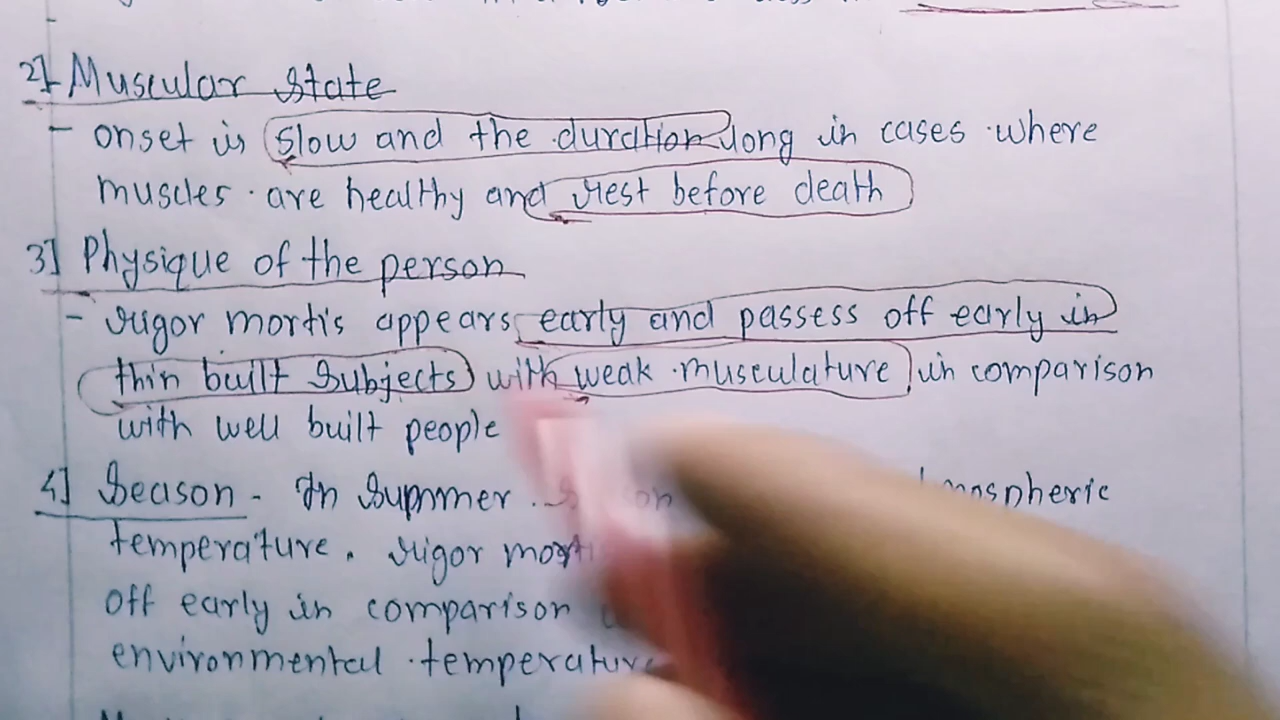 2] Muscular State
- onset is slow and the duration long in cases where
muscles are healthy and rest before death
3] Physique of the person
- rigor mortis appears early and passess off early in
thin built subjects with weak musculature in comparison
with well built people
4] Season - In Summer
temperature. rigor
off early in comparison
environmental temperature